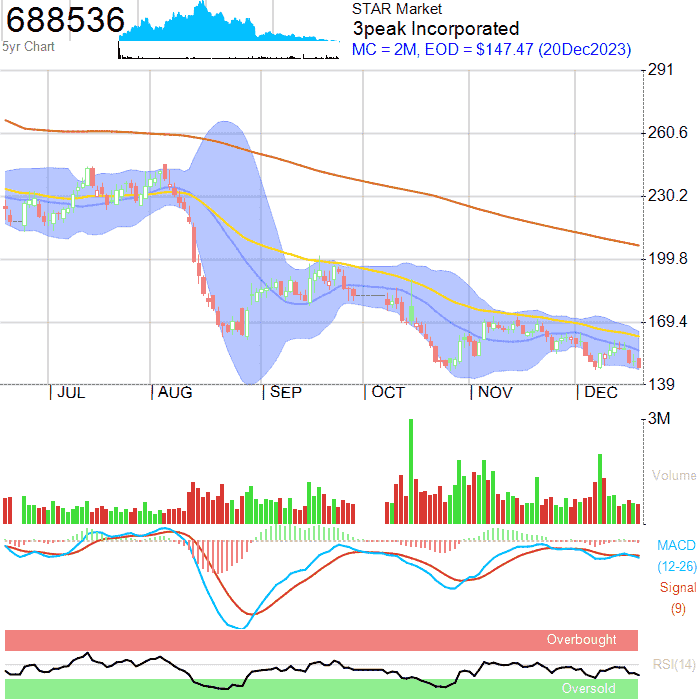 688536
5yr Chart
STAR Market
3peak Incorporated
MC = 2M, EOD = $147.47 (20Dec2023)
291
260.6
230.2
199.8
169.4
139
JUL AUG SEP OCT NOV DEC
3M
Volume
MACD
(12-26)
Signal
(9)
Overbought
RSI(14)
Oversold